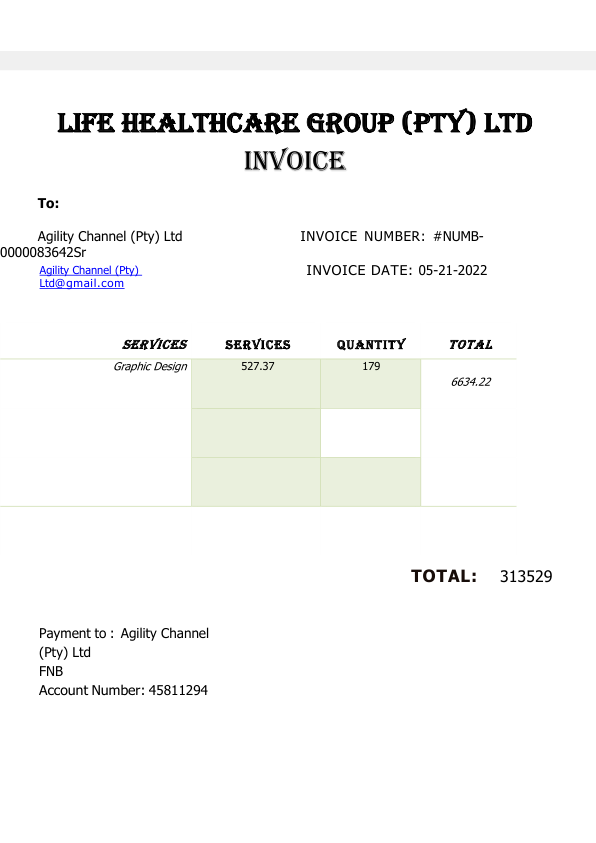 LIFE HEALTHCARE GROUP (PTY) LTD
INVOICE
To:
Agility Channel (Pty) Ltd INVOICE NUMBER: #NUMB-
0000083642Sr
Agility Channel (Pty) INVOICE DATE: 05-21-2022
Ltd@gmail.com
SERVICES SERVICES QUANTITY TOTAL
Graphic Design 527.37 179
6634.22
TOTAL: 313529
Payment to : Agility Channel
(Pty) Ltd
FNB
Account Number: 45811294